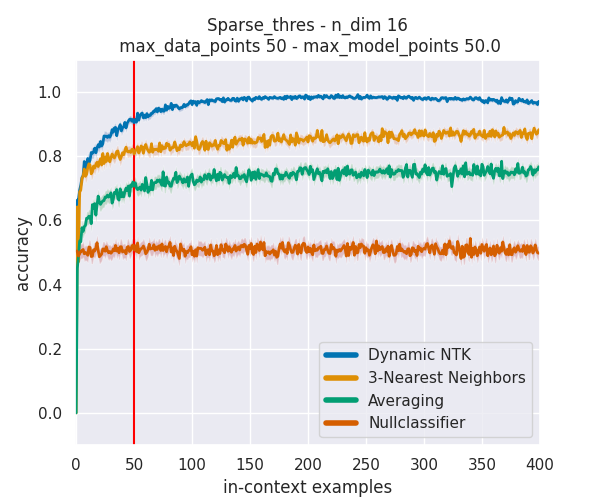 Sparse_thres - n_dim 16
max_data_points 50 - max_model_points 50.0
1.0
0.8
0.6
0.4
0.2
0.0
accuracy
Dynamic NTK
3-Nearest Neighbors
Averaging
Nullclassifier
0 50 100 150 200 250 300 350 400
in-context examples